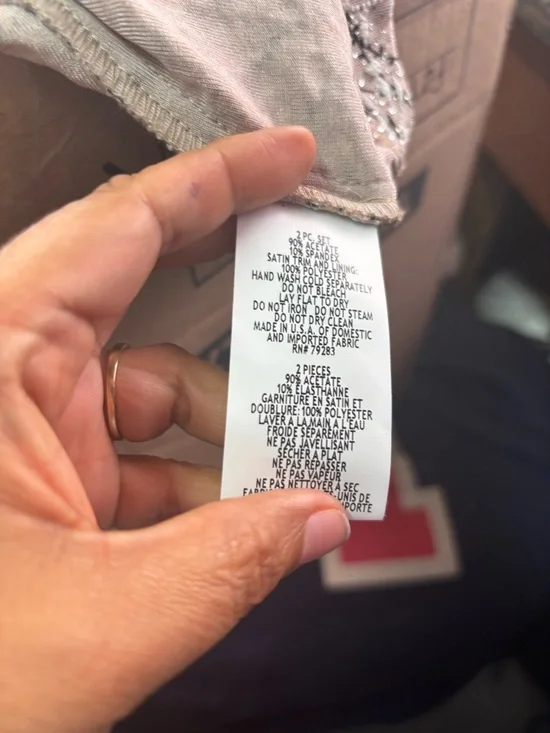 2 PC. SET
90% ACETATE
10% SPANDEX
SATIN TRIM AND LINING:
100% POLYESTER
HAND WASH COLD SEPARATELY
DO NOT BLEACH
LAY FLAT TO DRY
DO NOT IRON DO NOT STEAM
DO NOT DRY CLEAN
MADE IN U.S.A. OF DOMESTIC
AND IMPORTED FABRIC
RN# 79283
2 PIECES
90% ACETATE
10% ELASTHANNE
GARNITURE EN SATIN ET
DOUBLURE: 100% POLYESTER
LAVER A LA MAIN A L'EAU
FROIDE SEPAREMENT
NE PAS JAVELLISANT
SECHER A PLAT
NE PAS REPASSER
NE PAS VAPEUR
NE PAS NETTOYER A SEC
-UNIS DE